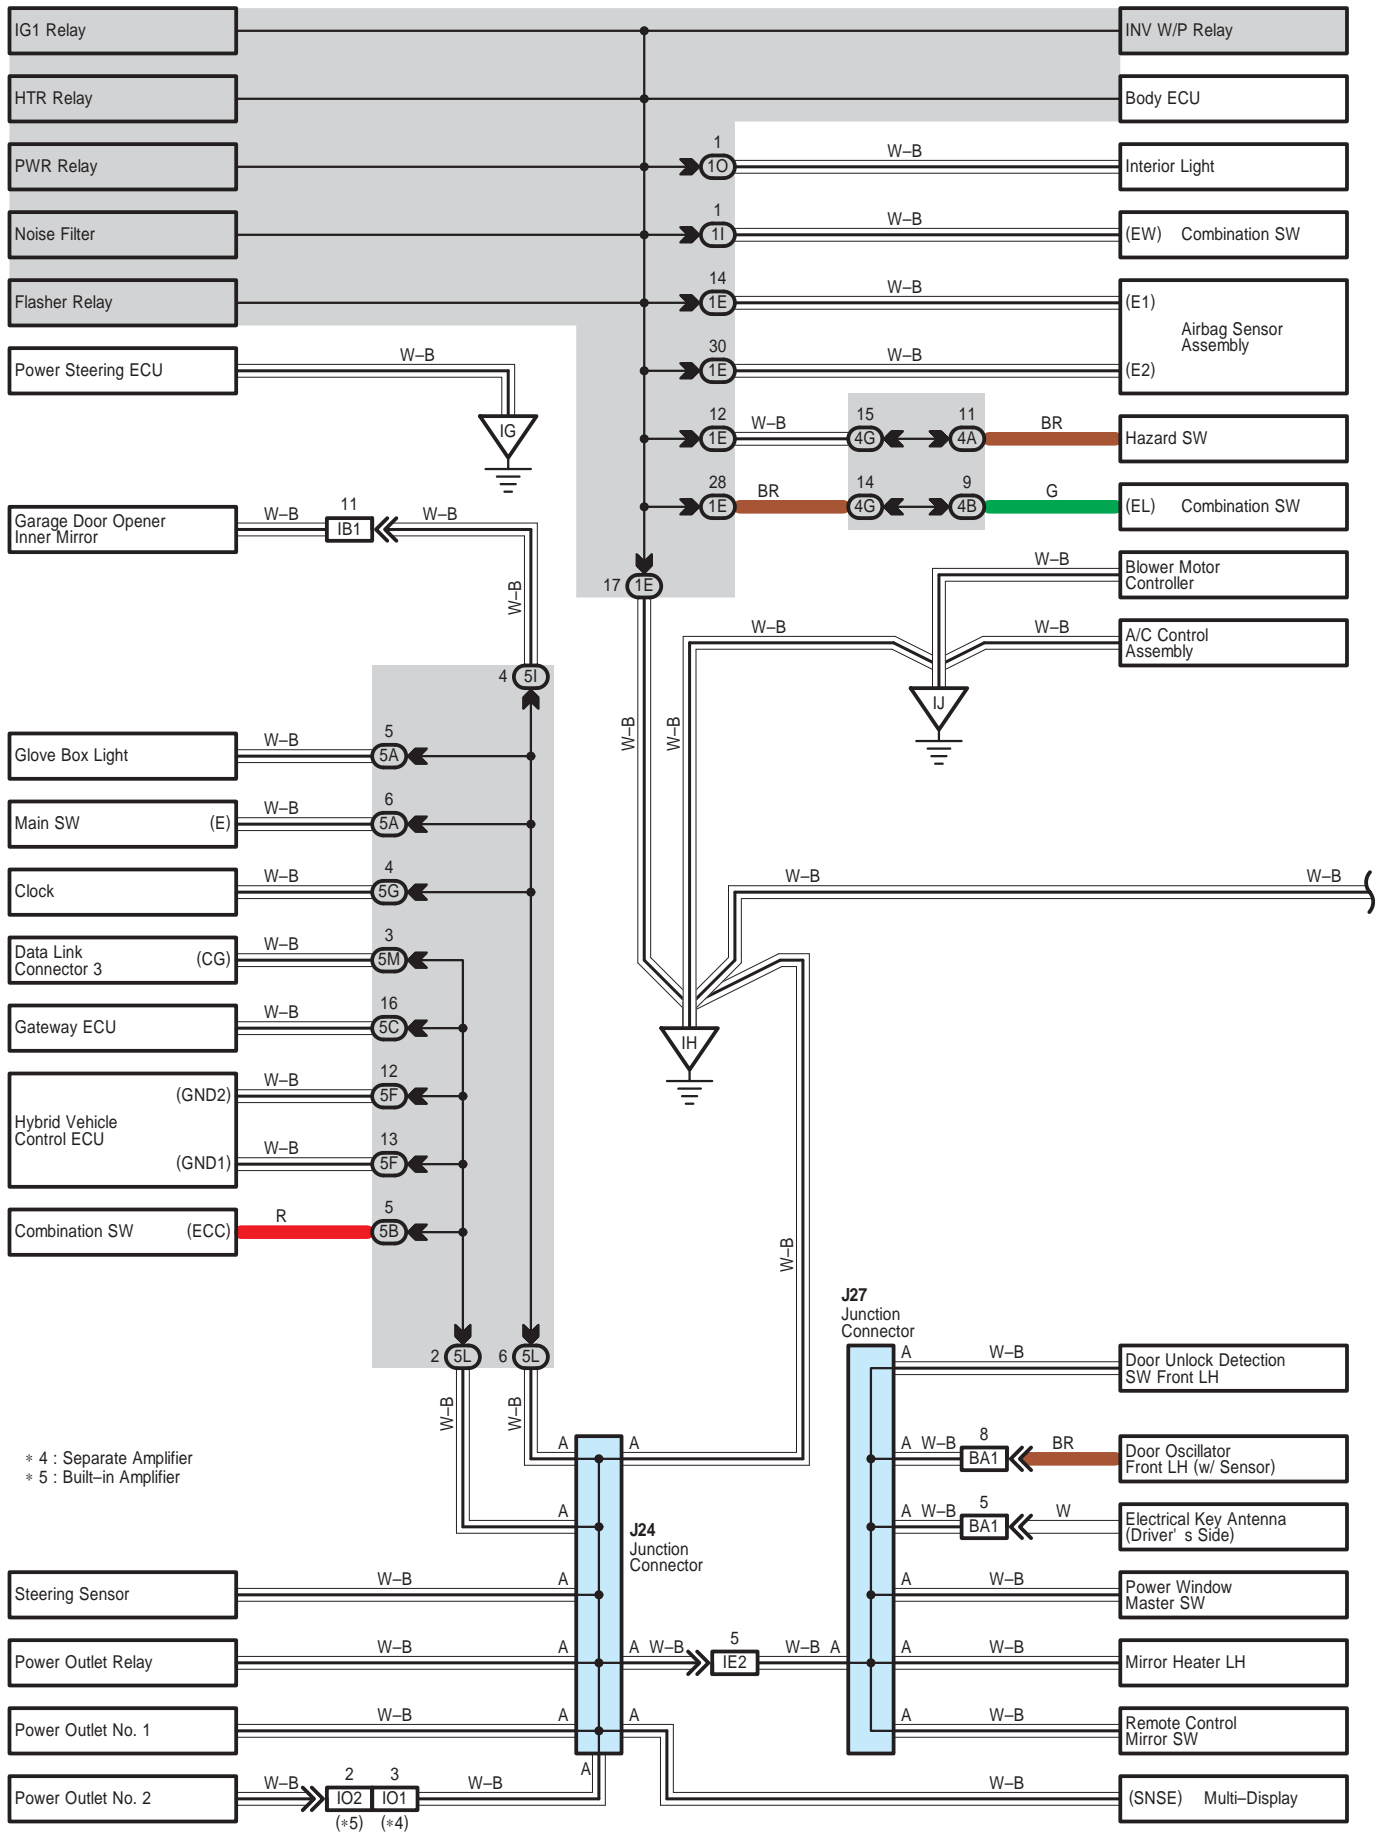 IG1 Relay
INV W/P Relay
HTR Relay
Body ECU
PWR Relay
1
1O
W–B
Interior Light
Noise Filter
1
1I
W–B
(EW) Combination SW
Flasher Relay
14
1E
W–B
(E1)
Airbag Sensor
Assembly
30
1E
W–B
(E2)
Power Steering ECU
W–B
IG
12
1E
W–B
15
4G
11
4A
BR
Hazard SW
28
1E
BR
14
4G
9
4B
G
(EL) Combination SW
Garage Door Opener
Inner Mirror
W–B
11
IB1
W–B
W–B
17
1E
W–B
Blower Motor
Controller
W–B
W–B
A/C Control
Assembly
4
5I
IJ
W–B
W–B
Glove Box Light
W–B
5
5A
Main SW (E)
W–B
6
5A
Clock
W–B
4
5G
W–B
W–B
Data Link
Connector 3
(CG)
W–B
3
5M
Gateway ECU
W–B
16
5C
IH
Hybrid Vehicle
Control ECU
(GND2)
W–B
12
5F
(GND1)
W–B
13
5F
Combination SW (ECC)
R
5
5B
W–B
2
5L
6
5L
W–B
W–B
J27
Junction
Connector
A
W–B
Door Unlock Detection
SW Front LH
∗ 4 : Separate Amplifier
∗ 5 : Built–in Amplifier
A
A
A W–B
8
BA1
BR
Door Oscillator
Front LH (w/ Sensor)
A
J24
Junction
Connector
A W–B
5
BA1
W
Electrical Key Antenna
(Driver' s Side)
Steering Sensor
W–B
A
A
W–B
Power Window
Master SW
Power Outlet Relay
W–B
A
A W–B
5
IE2
W–B A
A
W–B
Mirror Heater LH
Power Outlet No. 1
W–B
A
A
A
W–B
Remote Control
Mirror SW
Power Outlet No. 2
W–B
2
IO2
(∗5)
3
IO1
(∗4)
W–B
A
W–B
(SNSE) Multi–Display